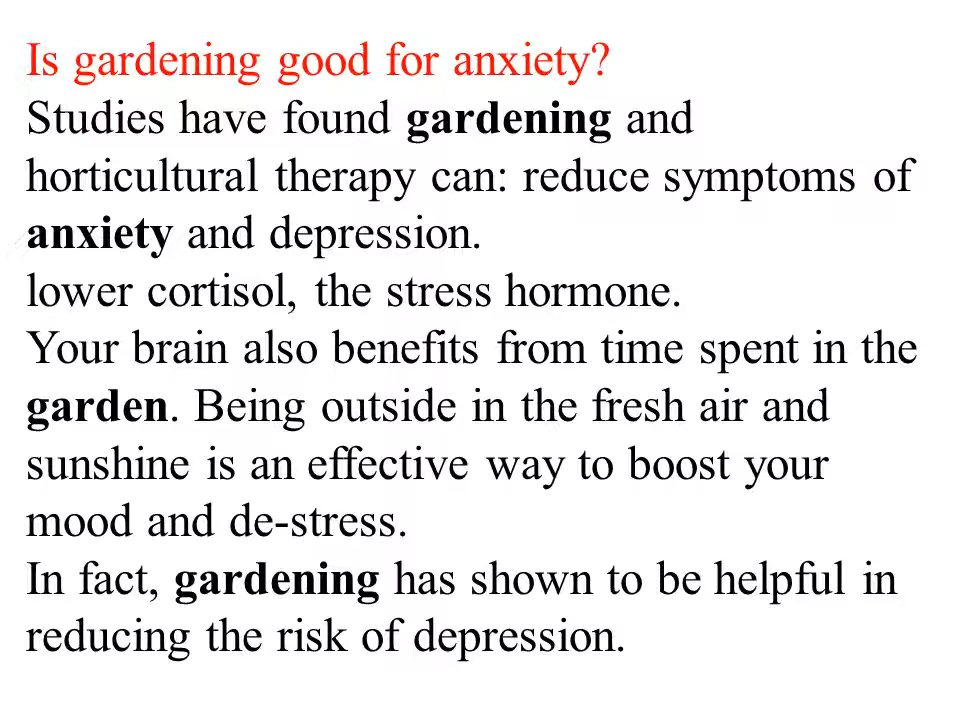 Is gardening good for anxiety?
Studies have found gardening and
horticultural therapy can: reduce symptoms of
anxiety and depression.
lower cortisol, the stress hormone.
Your brain also benefits from time spent in the
garden. Being outside in the fresh air and
sunshine is an effective way to boost your
mood and de-stress.
In fact, gardening has shown to be helpful in
reducing the risk of depression.